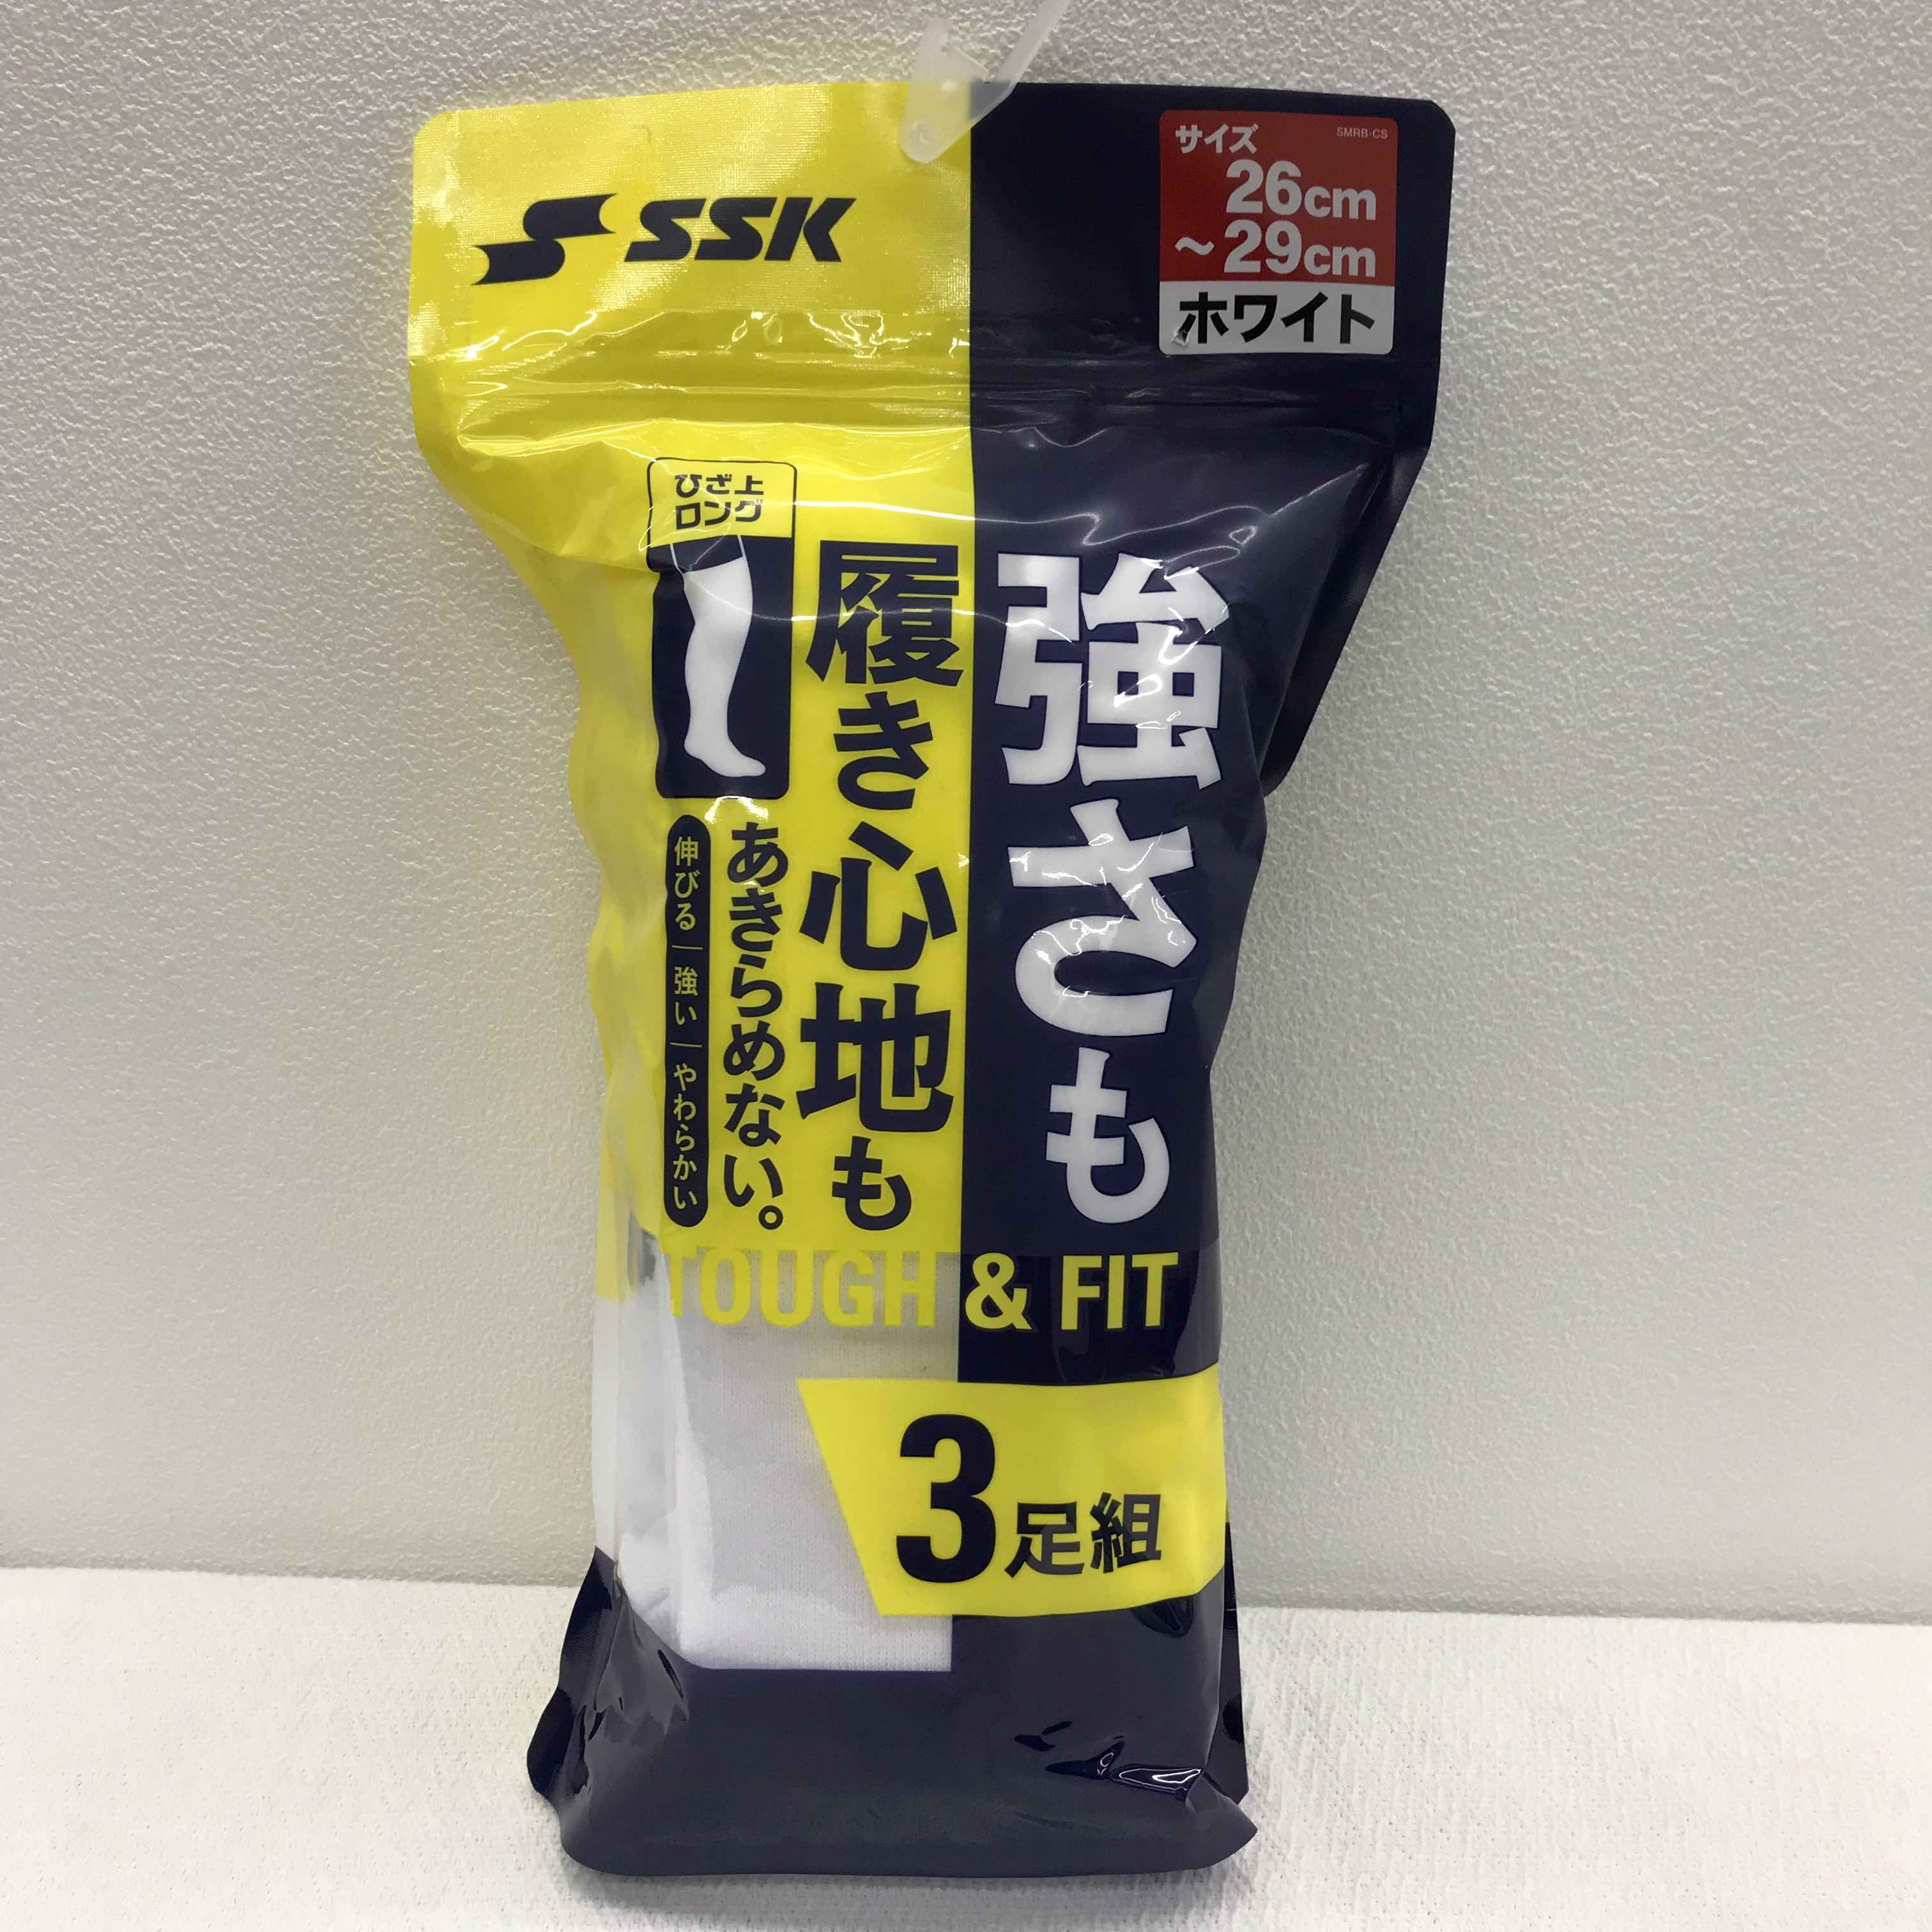 SSK
サイズ
SMRB-CS
26cm
～29cm
ホワイト
ひざ上
ロング
強さも
履き心地も
あきらめない。
伸びる｜強い｜やわらかい
TOUGH & FIT
3足組